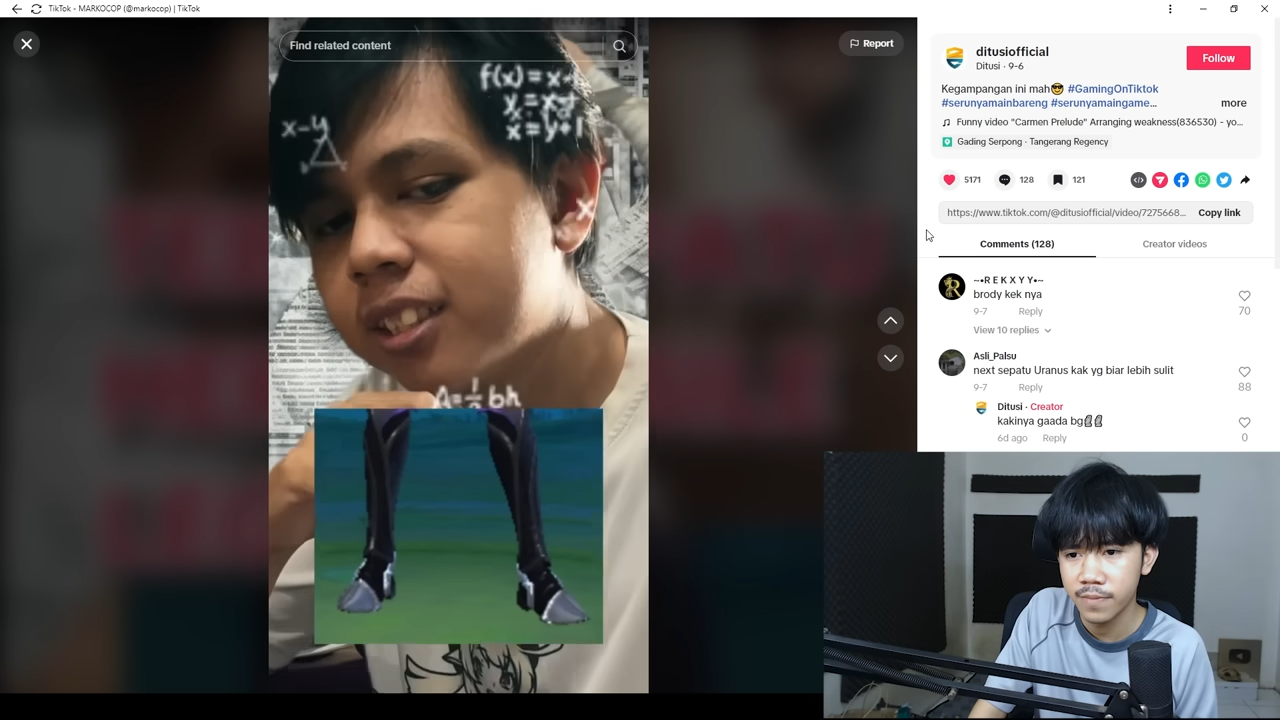 TikTok - MARKOCOP (@markocop) | TikTok
Find related content
Report
f(x) = x-
x-y
x = y+1
x
A=½bh
ditusiofficial
Ditusi · 9-6
Follow
Kegampangan ini mah😎 #GamingOnTiktok
#serunyamainbareng #serunyamaingame...
more
Funny video "Carmen Prelude" Arranging weakness(836530) - yo...
Gading Serpong · Tangerang Regency
5171
128
121
https://www.tiktok.com/@ditusiofficial/video/7275668...
Copy link
Comments (128)
Creator videos
R
~•R E K X Y Y•~
brody kek nya
70
9-7
Reply
View 10 replies
Asli_Palsu
next sepatu Uranus kak yg biar lebih sulit
88
9-7
Reply
Ditusi · Creator
kakinya gaada bg🗿🗿
0
6d ago
Reply